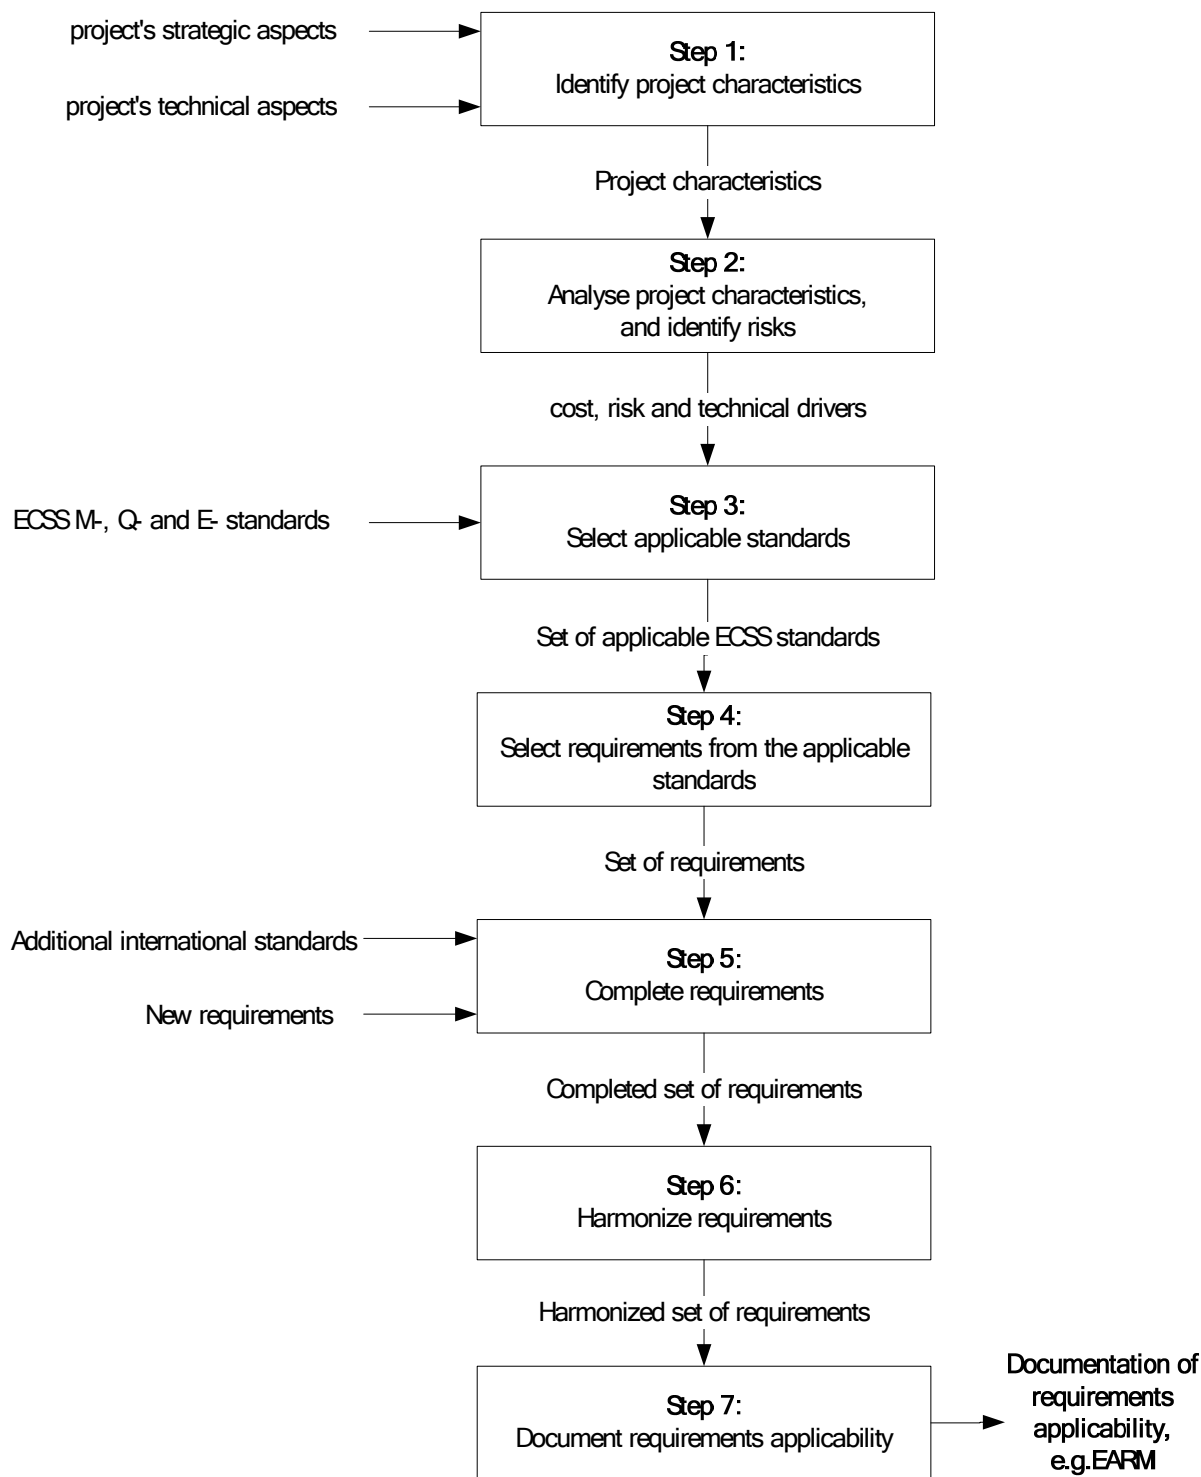 project's strategic aspects
Step 1:
Identify project characteristics
project's technical aspects
Project characteristics
Step 2:
Analyse project characteristics,
and identify risks
cost, risk and technical drivers
ECSS M-, Q- and E- standards
Step 3:
Select applicable standards
Set of applicable ECSS standards
Step 4:
Select requirements from the applicable
standards
Set of requirements
Additional international standards
Step 5:
Complete requirements
New requirements
Completed set of requirements
Step 6:
Harmonize requirements
Harmonized set of requirements
Step 7:
Document requirements applicability
Documentation of
requirements
applicability,
e.g.EARM